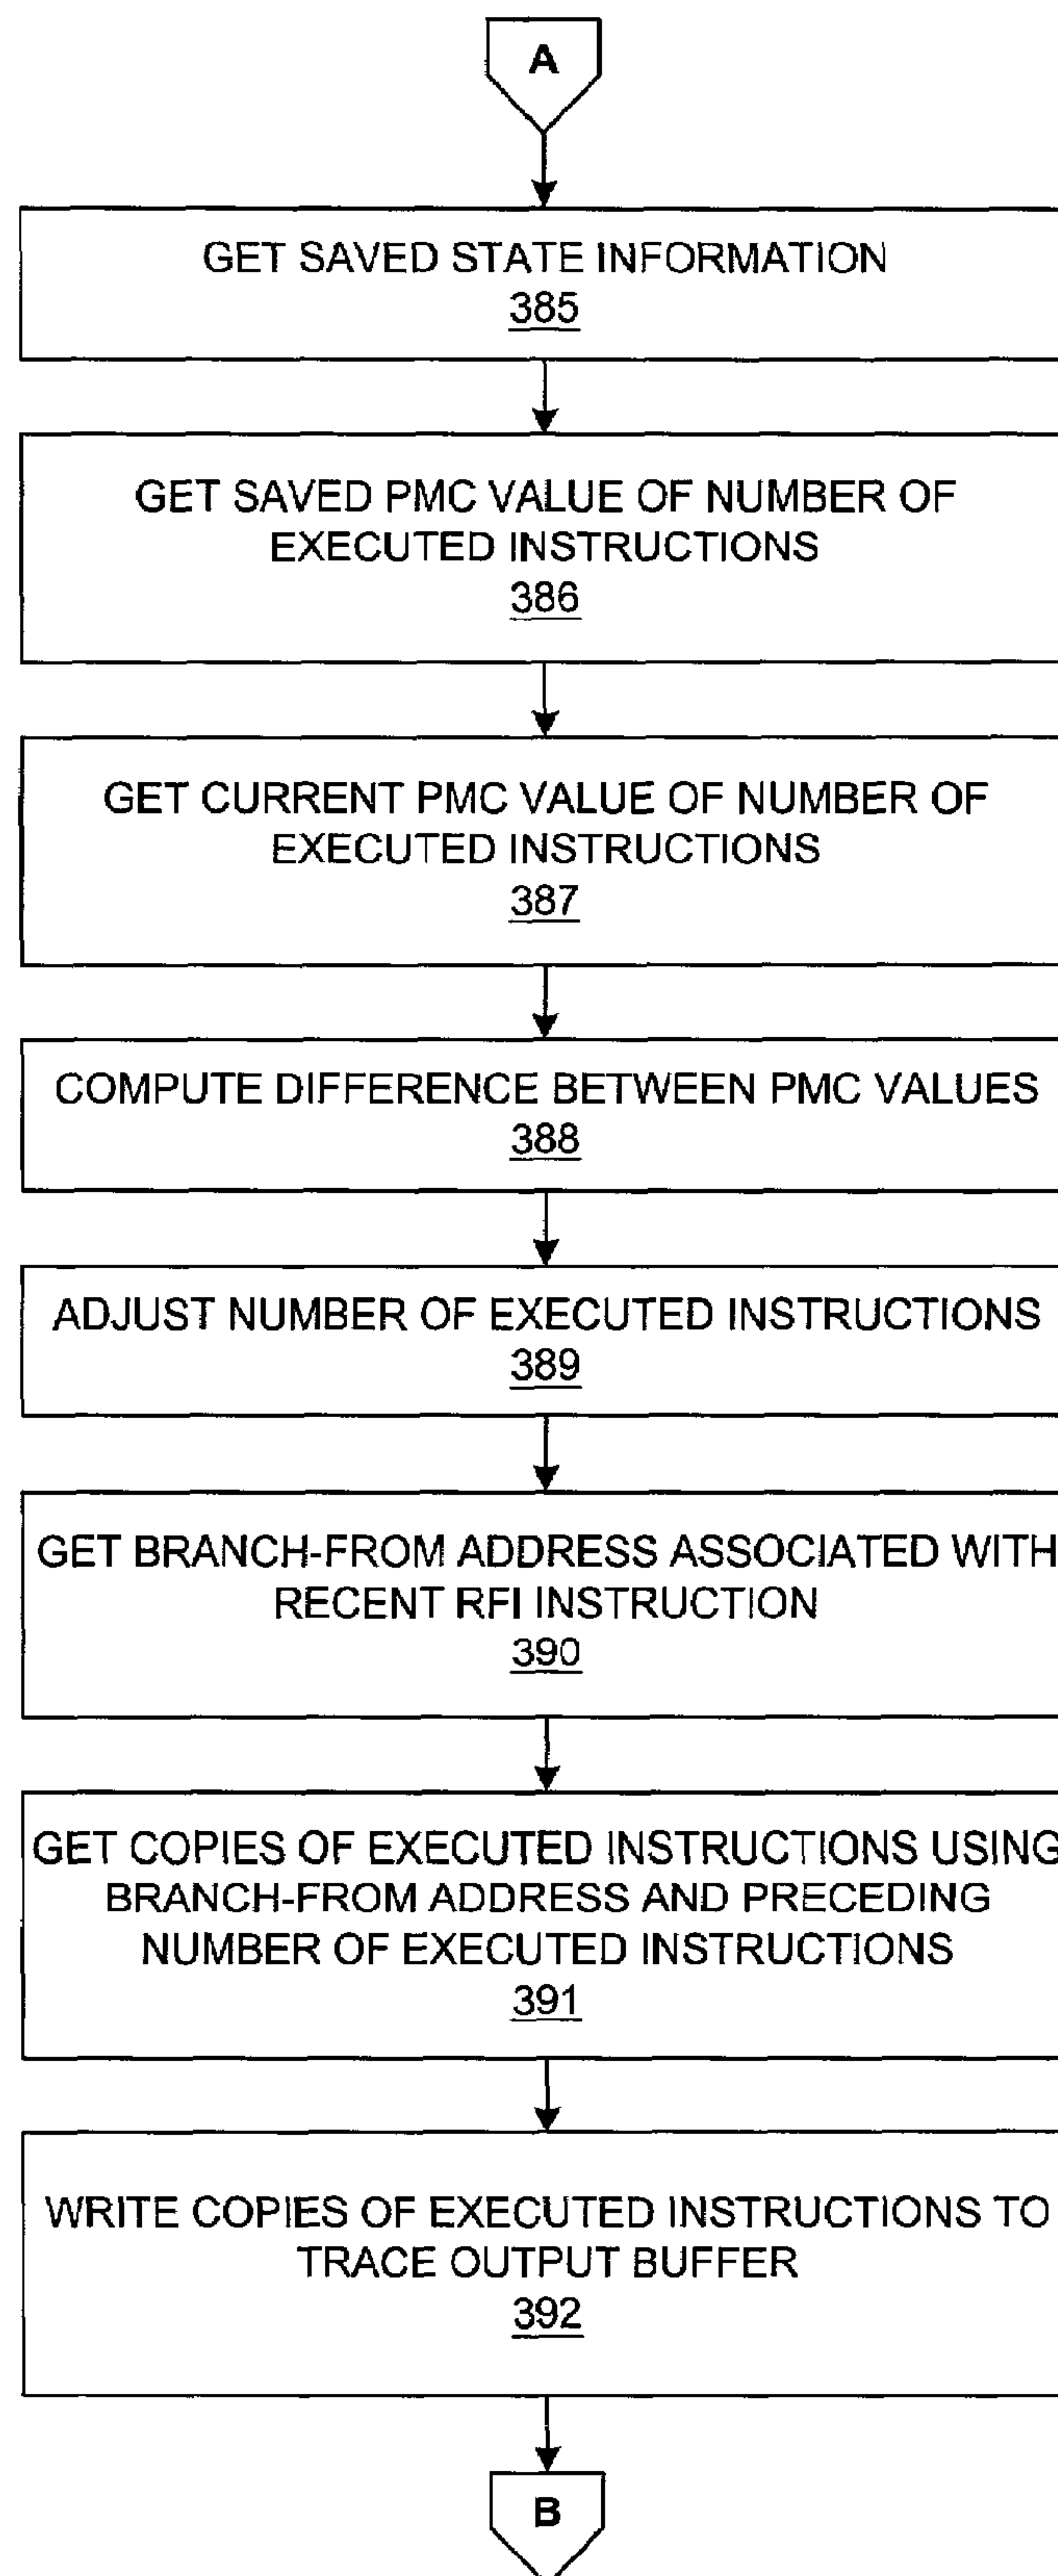 A
GET SAVED STATE INFORMATION
385
GET SAVED PMC VALUE OF NUMBER OF
EXECUTED INSTRUCTIONS
386
GET CURRENT PMC VALUE OF NUMBER OF
EXECUTED INSTRUCTIONS
387
COMPUTE DIFFERENCE BETWEEN PMC VALUES
388
ADJUST NUMBER OF EXECUTED INSTRUCTIONS
389
GET BRANCH-FROM ADDRESS ASSOCIATED WITH
RECENT RFI INSTRUCTION
390
GET COPIES OF EXECUTED INSTRUCTIONS USING
BRANCH-FROM ADDRESS AND PRECEDING
NUMBER OF EXECUTED INSTRUCTIONS
391
WRITE COPIES OF EXECUTED INSTRUCTIONS TO
TRACE OUTPUT BUFFER
392
B